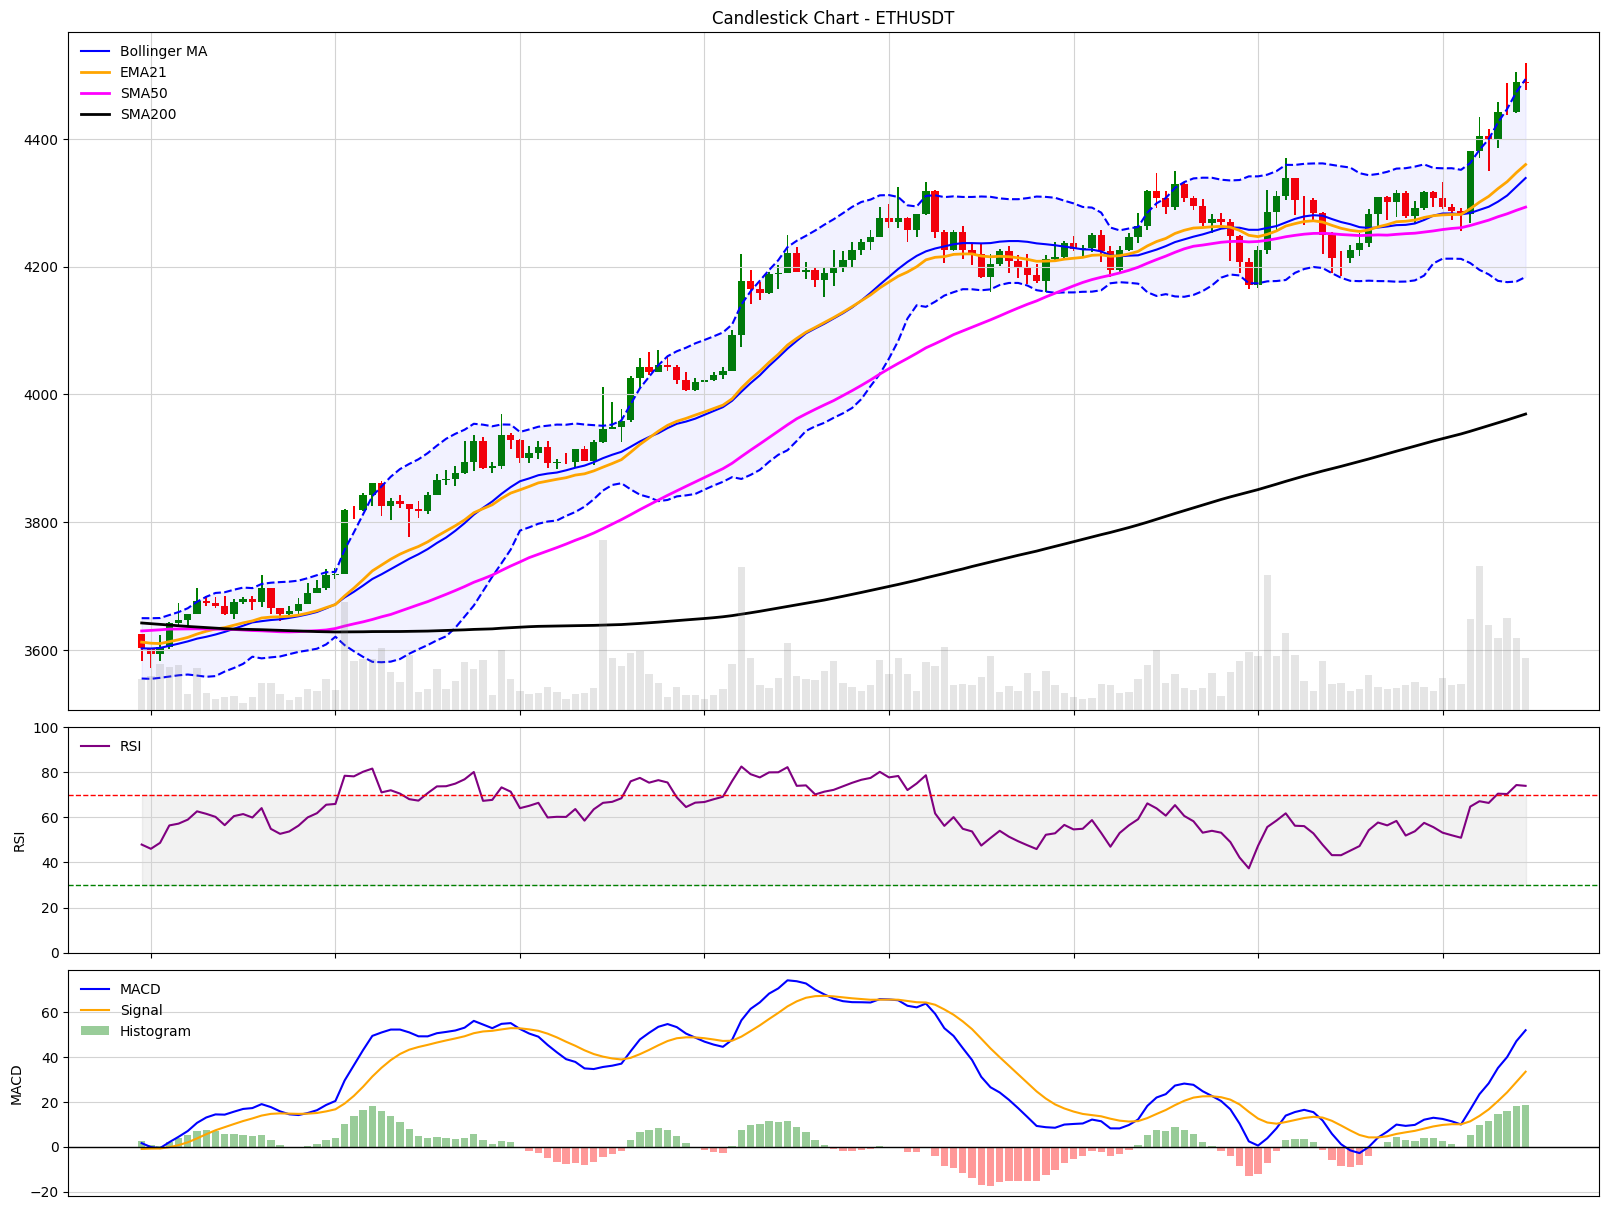 Candlestick Chart - ETHUSDT
Bollinger MA
EMA21
SMA50
SMA200
4400
4200
4000
3800
3600
RSI
100
80
60
40
20
0
RSI
MACD
Signal
Histogram
60
40
20
0
−20
MACD